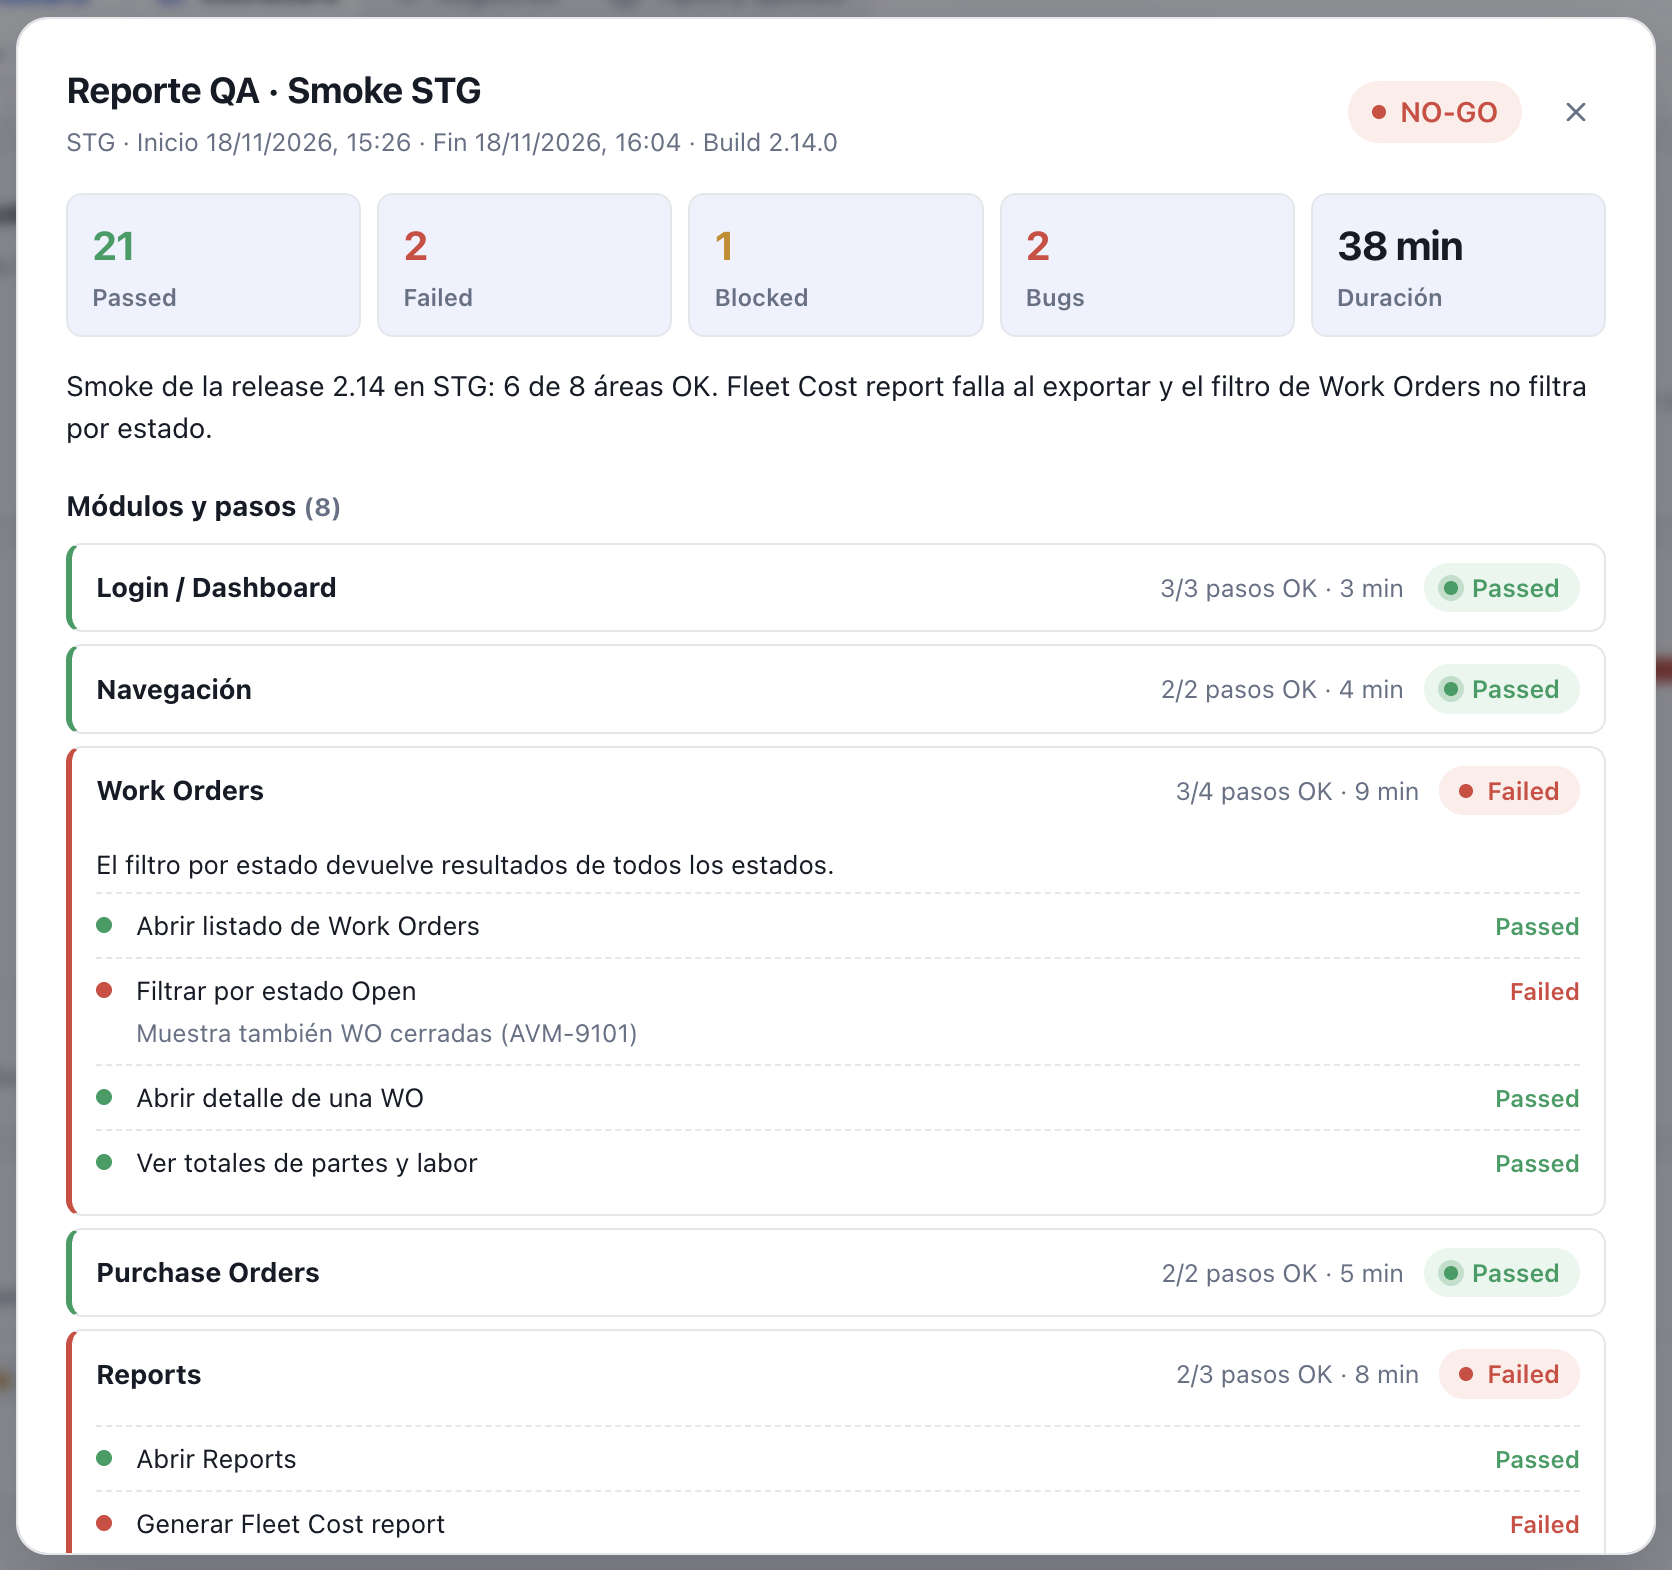 Reporte QA · Smoke STG
NO-GO
STG · Inicio 18/11/2026, 15:26 · Fin 18/11/2026, 16:04 · Build 2.14.0
21
Passed
2
Failed
1
Blocked
2
Bugs
38 min
Duración
Smoke de la release 2.14 en STG: 6 de 8 áreas OK. Fleet Cost report falla al exportar y el filtro de Work Orders no filtra
por estado.
Módulos y pasos (8)
Login / Dashboard 3/3 pasos OK · 3 min Passed
Navegación 2/2 pasos OK · 4 min Passed
Work Orders 3/4 pasos OK · 9 min Failed
El filtro por estado devuelve resultados de todos los estados.
Abrir listado de Work Orders Passed
Filtrar por estado Open Failed
Muestra también WO cerradas (AVM-9101)
Abrir detalle de una WO Passed
Ver totales de partes y labor Passed
Purchase Orders 2/2 pasos OK · 5 min Passed
Reports 2/3 pasos OK · 8 min Failed
Abrir Reports Passed
Generar Fleet Cost report Failed